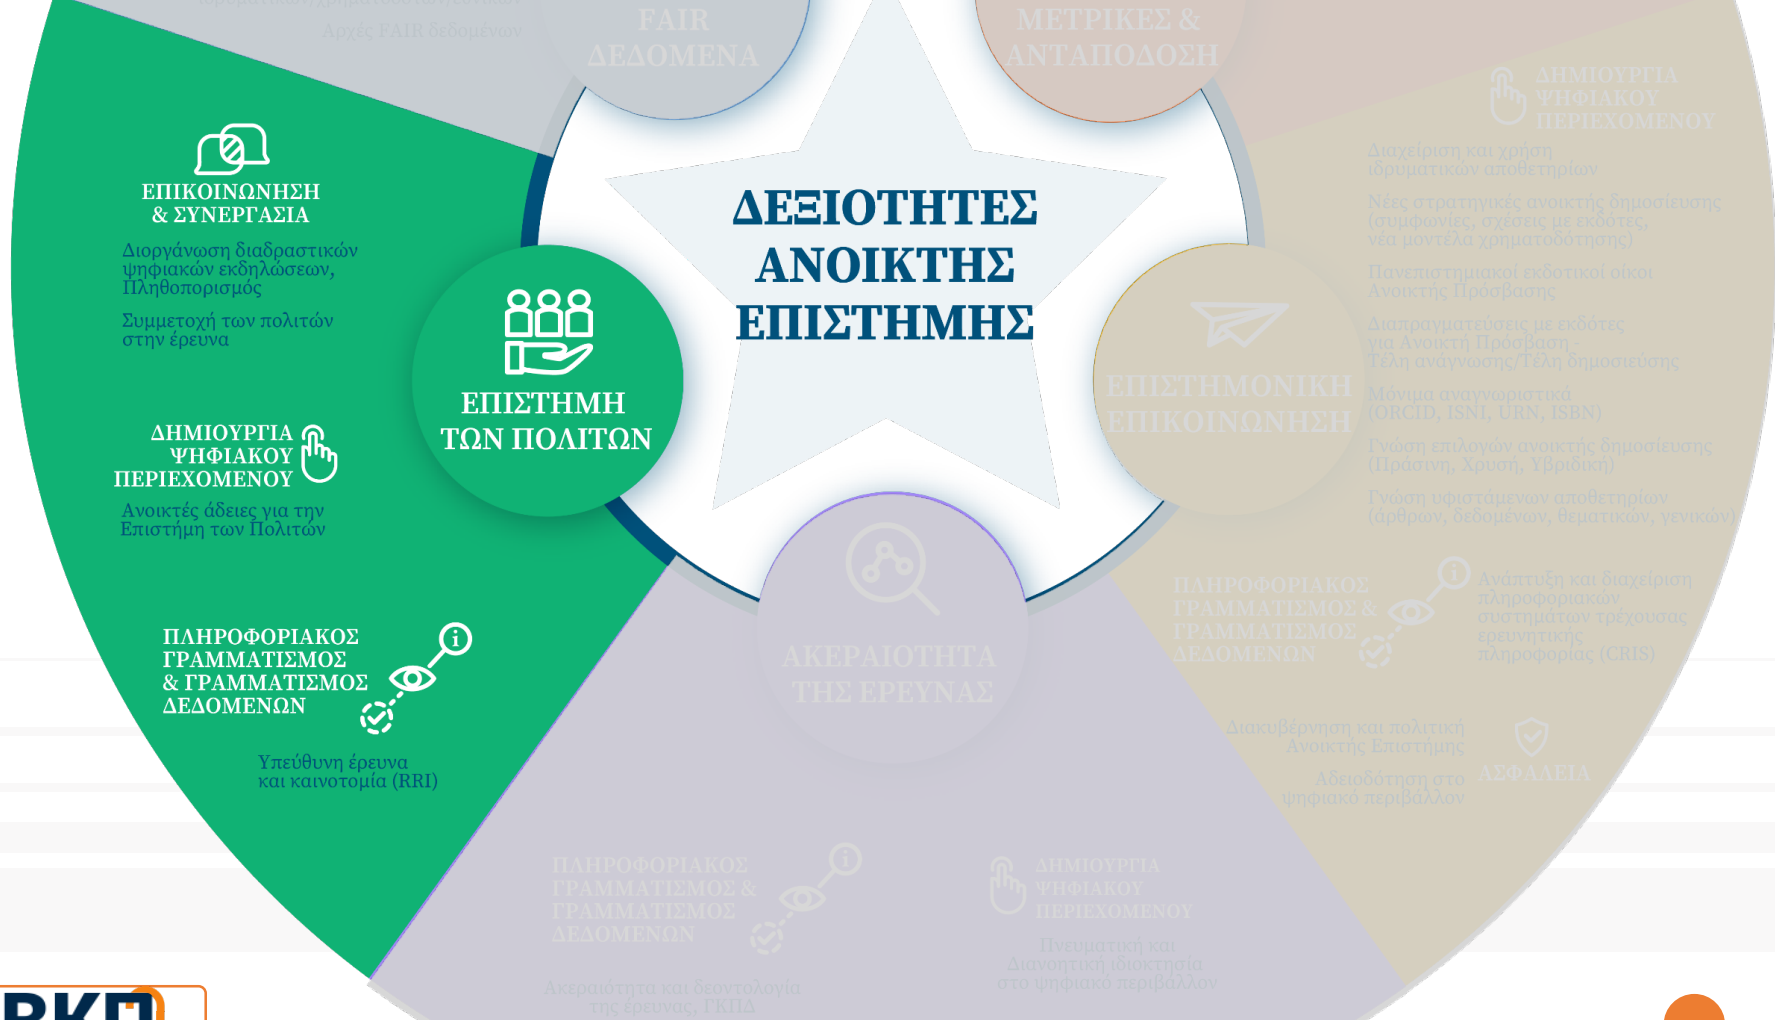 Αρχές FAIR δεδομένων
FAIR
ΔΕΔΟΜΕΝΑ
ΜΕΤΡΙΚΕΣ &
ΑΝΤΑΠΟΔΟΣΗ
ΔΕΞΙΟΤΗΤΕΣ
ΑΝΟΙΚΤΗΣ
ΕΠΙΣΤΗΜΗΣ
ΕΠΙΚΟΙΝΩΝΗΣΗ
& ΣΥΝΕΡΓΑΣΙΑ
Διοργάνωση διαδραστικών
ψηφιακών εκδηλώσεων,
Πληθοπορισμός
Συμμετοχή των πολιτών
στην έρευνα
ΔΗΜΙΟΥΡΓΙΑ
ΨΗΦΙΑΚΟΥ
ΠΕΡΙΕΧΟΜΕΝΟΥ
Ανοικτές άδειες για την
Επιστήμη των Πολιτών
ΠΛΗΡΟΦΟΡΙΑΚΟΣ
ΓΡΑΜΜΑΤΙΣΜΟΣ
& ΓΡΑΜΜΑΤΙΣΜΟΣ
ΔΕΔΟΜΕΝΩΝ
Υπεύθυνη έρευνα
και καινοτομία (RRI)
ΕΠΙΣΤΗΜΗ
ΤΩΝ ΠΟΛΙΤΩΝ
ΑΚΕΡΑΙΟΤΗΤΑ
ΤΗΣ ΕΡΕΥΝΑΣ
ΠΛΗΡΟΦΟΡΙΑΚΟΣ
ΓΡΑΜΜΑΤΙΣΜΟΣ &
ΓΡΑΜΜΑΤΙΣΜΟΣ
ΔΕΔΟΜΕΝΩΝ
Ακεραιότητα και δεοντολογία
της έρευνας, ΓΚΠΔ
ΔΗΜΙΟΥΡΓΙΑ
ΨΗΦΙΑΚΟΥ
ΠΕΡΙΕΧΟΜΕΝΟΥ
Πνευματική και
Διανοητική ιδιοκτησία
στο ψηφιακό περιβάλλον
ΕΠΙΣΤΗΜΟΝΙΚΗ
ΕΠΙΚΟΙΝΩΝΗΣΗ
ΔΗΜΙΟΥΡΓΙΑ
ΨΗΦΙΑΚΟΥ
ΠΕΡΙΕΧΟΜΕΝΟΥ
Διαχείριση και χρήση
ιδρυματικών αποθετηρίων
Νέες στρατηγικές ανοικτής δημοσίευσης
(συμφωνίες, σχέσεις με εκδότες,
νέα μοντέλα χρηματοδότησης)
Πανεπιστημιακοί εκδοτικοί οίκοι
Ανοικτής Πρόσβασης
Διαπραγματεύσεις με εκδότες
για Ανοικτή Πρόσβαση -
Τέλη ανάγνωσης/Τέλη δημοσιεύσης
Μόνιμα αναγνωριστικά
(ORCID, ISNI, URN, ISBN)
Γνώση επιλογών ανοικτής δημοσίευσης
(Πράσινη, Χρυσή, Υβριδική)
Γνώση υφιστάμενων αποθετηρίων
(άρθρων, δεδομένων, θεματικών, γενικών)
ΠΛΗΡΟΦΟΡΙΑΚΟΣ
ΓΡΑΜΜΑΤΙΣΜΟΣ &
ΓΡΑΜΜΑΤΙΣΜΟΣ
ΔΕΔΟΜΕΝΩΝ
Ανάπτυξη και διαχείριση
πληροφοριακών
συστημάτων τρέχουσας
ερευνητικής
πληροφορίας (CRIS)
Διακυβέρνηση και πολιτική
Ανοικτής Επιστήμης
Αδειοδότηση στο
ψηφιακό περιβάλλον
ΑΣΦΑΛΕΙΑ